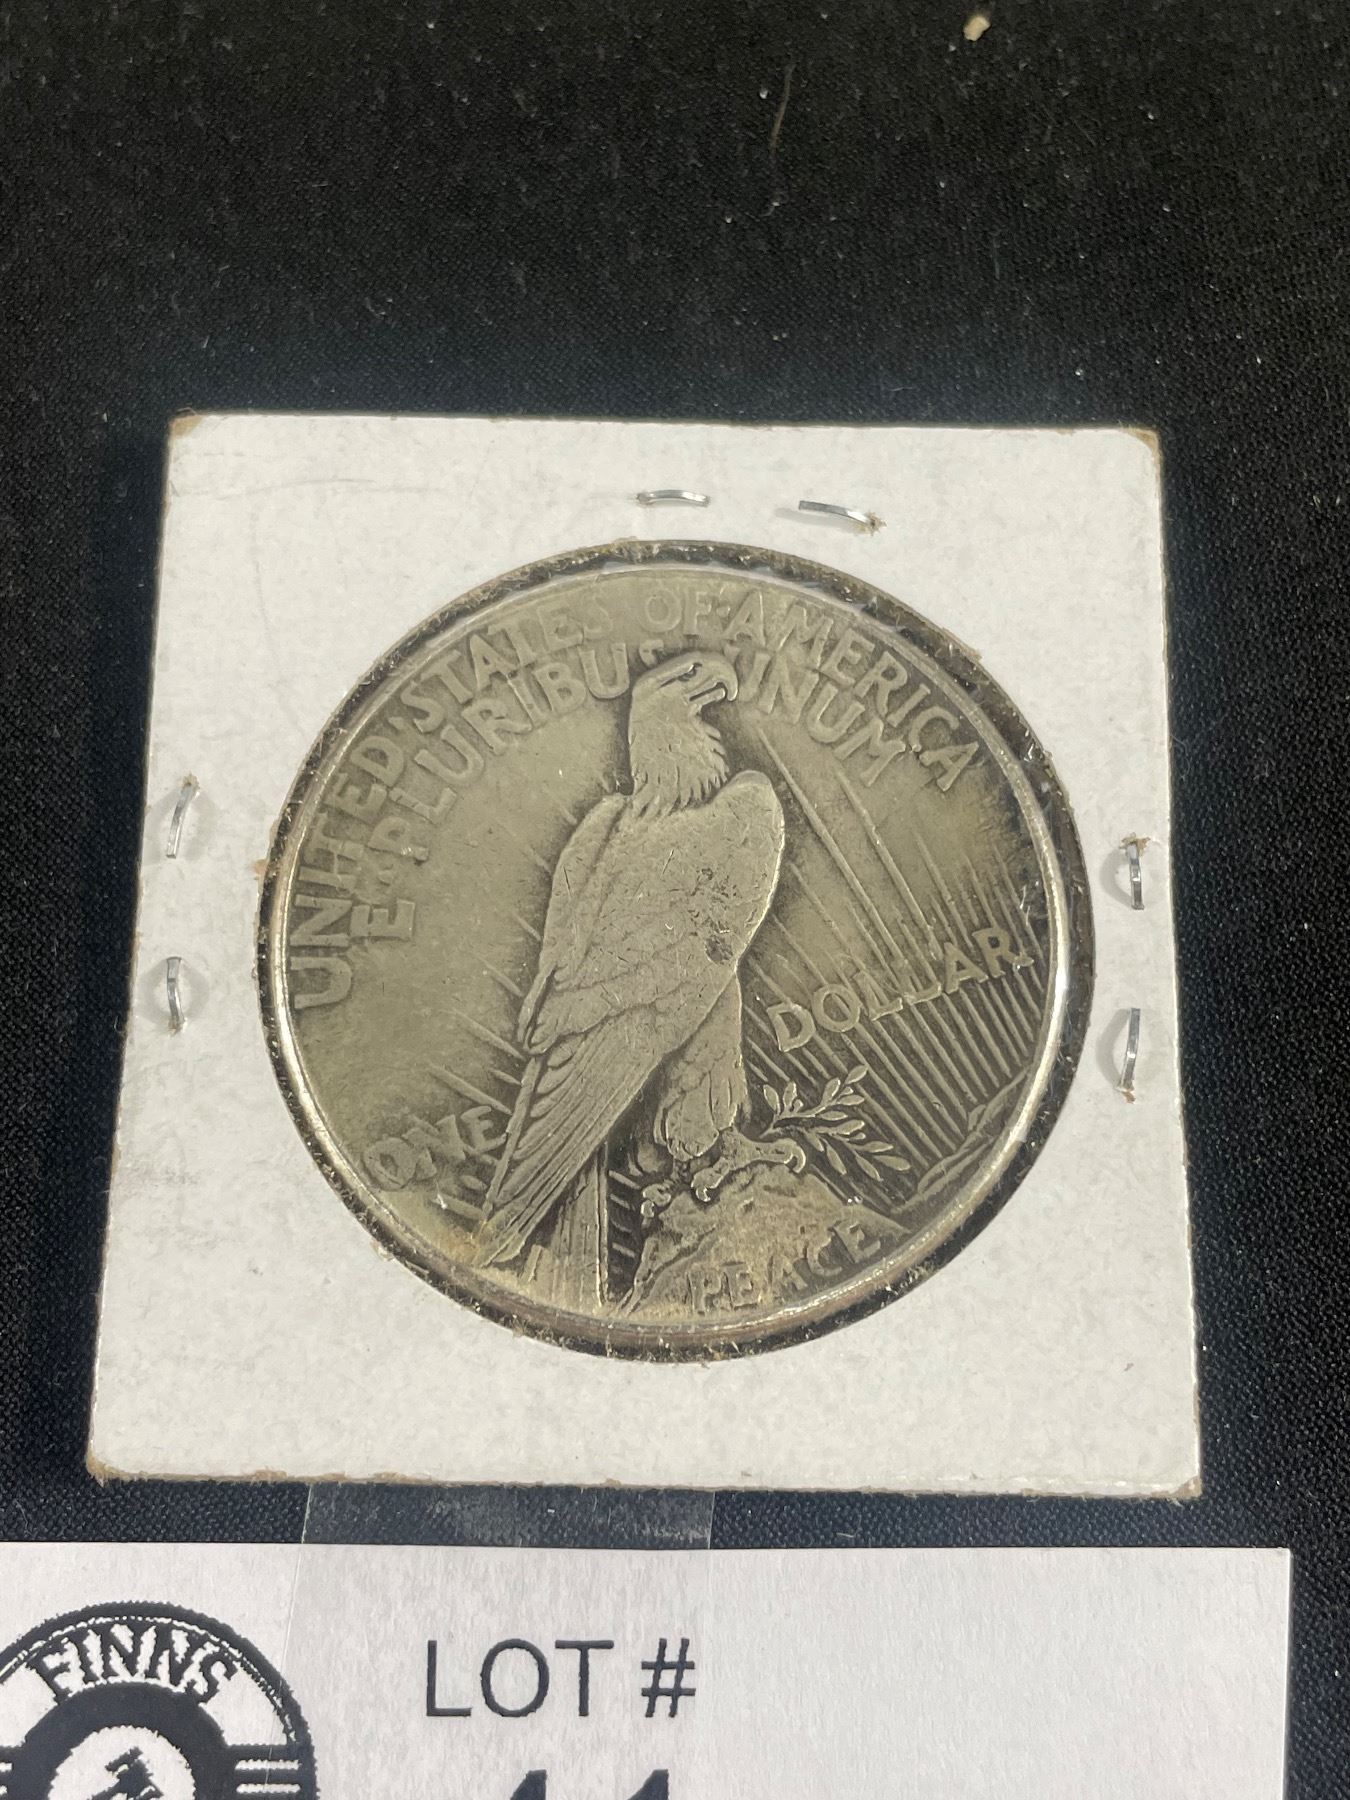 UNITED STATES OF AMERICA
E PLURIBUS UNUM
ONE DOLLAR
PEACE
FINNS
LOT #